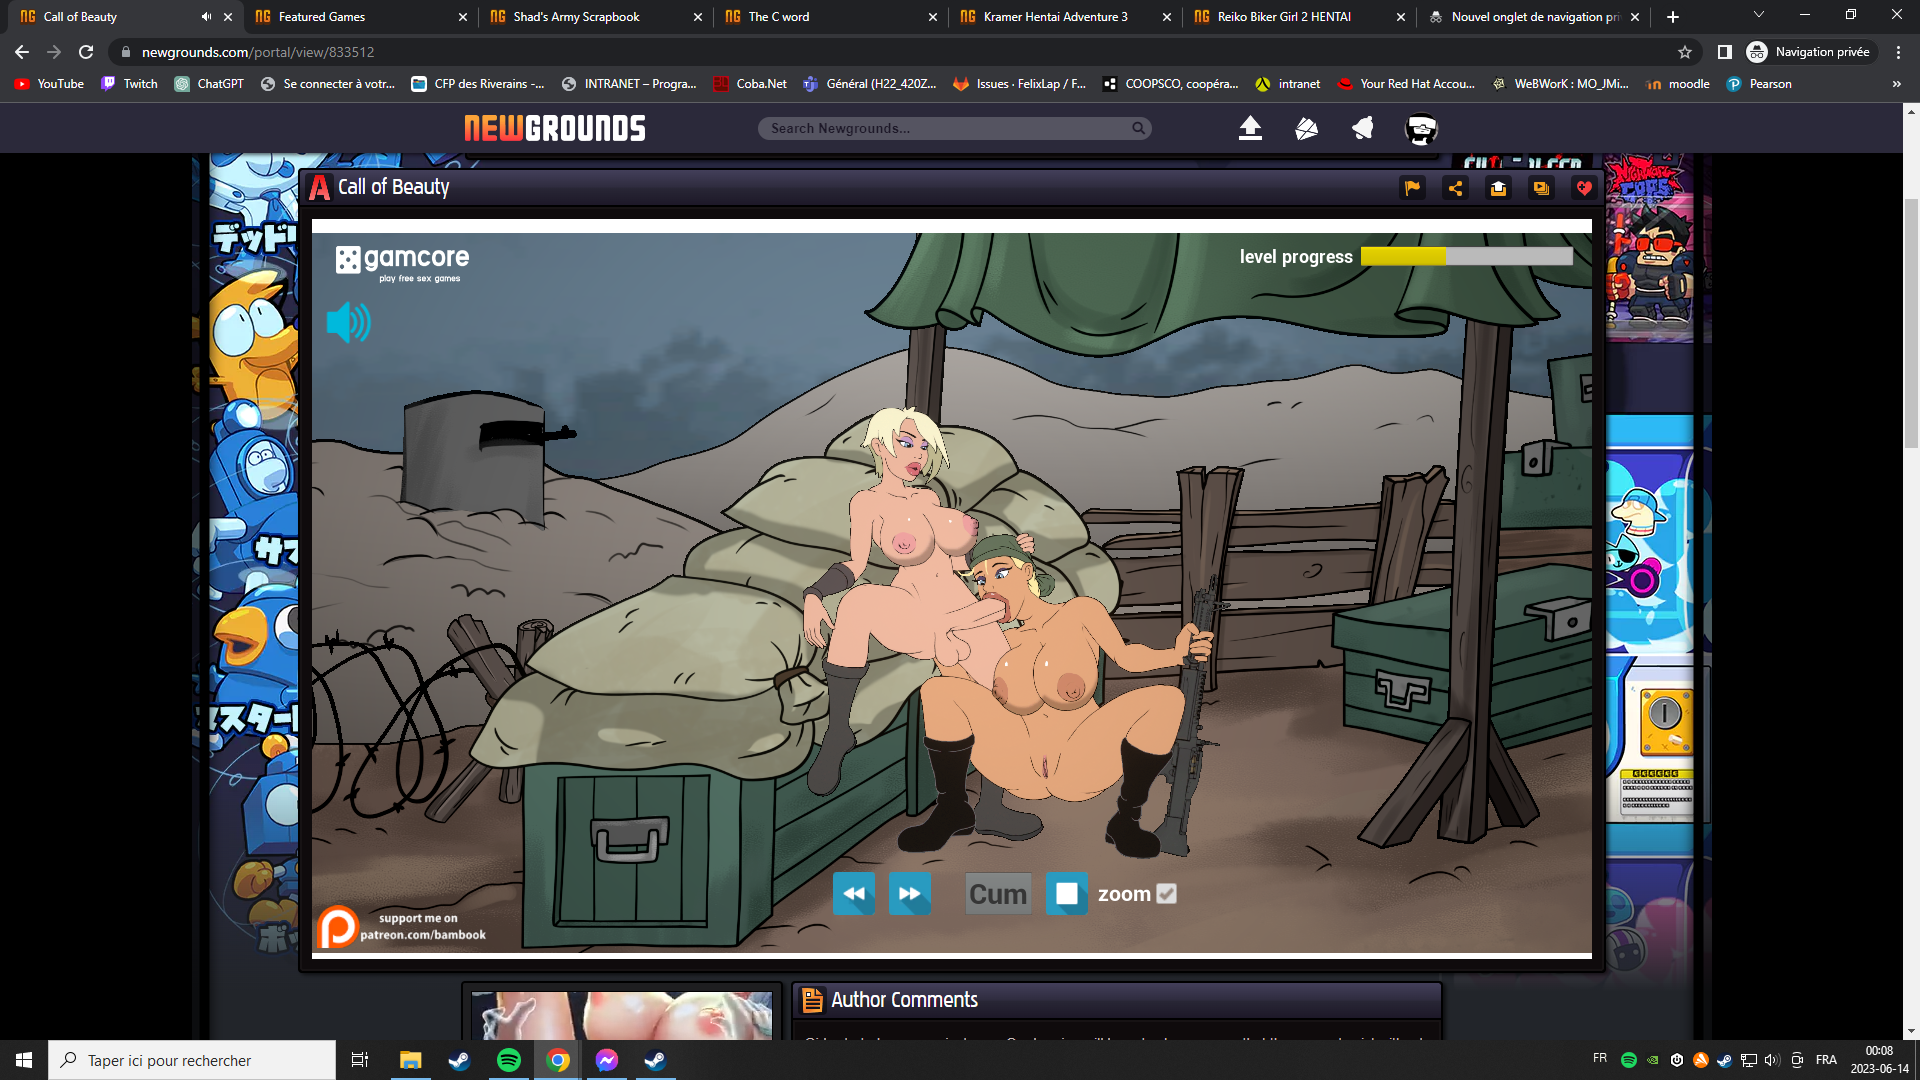 Call of Beauty
Featured Games
Shad's Army Scrapbook
The C word
Kramer Hentai Adventure 3
Reiko Biker Girl 2 HENTAI
Nouvel onglet de navigation pri
newgrounds.com/portal/view/833512
Navigation privée
YouTube
Twitch
ChatGPT
Se connecter à votr...
CFP des Riverains -...
INTRANET – Progra...
Coba.Net
Général (H22_420Z...
Issues · FelixLap / F...
COOPSCO, coopéra...
intranet
Your Red Hat Accou...
WeBWorK : MO_JMi...
moodle
Pearson
NEWGROUNDS
Search Newgrounds...
A Call of Beauty
gamcore
play free sex games
level progress
Cum
zoom
support me on
patreon.com/bambook
Author Comments
Taper ici pour rechercher
FR
FRA
00:08
2023-06-14